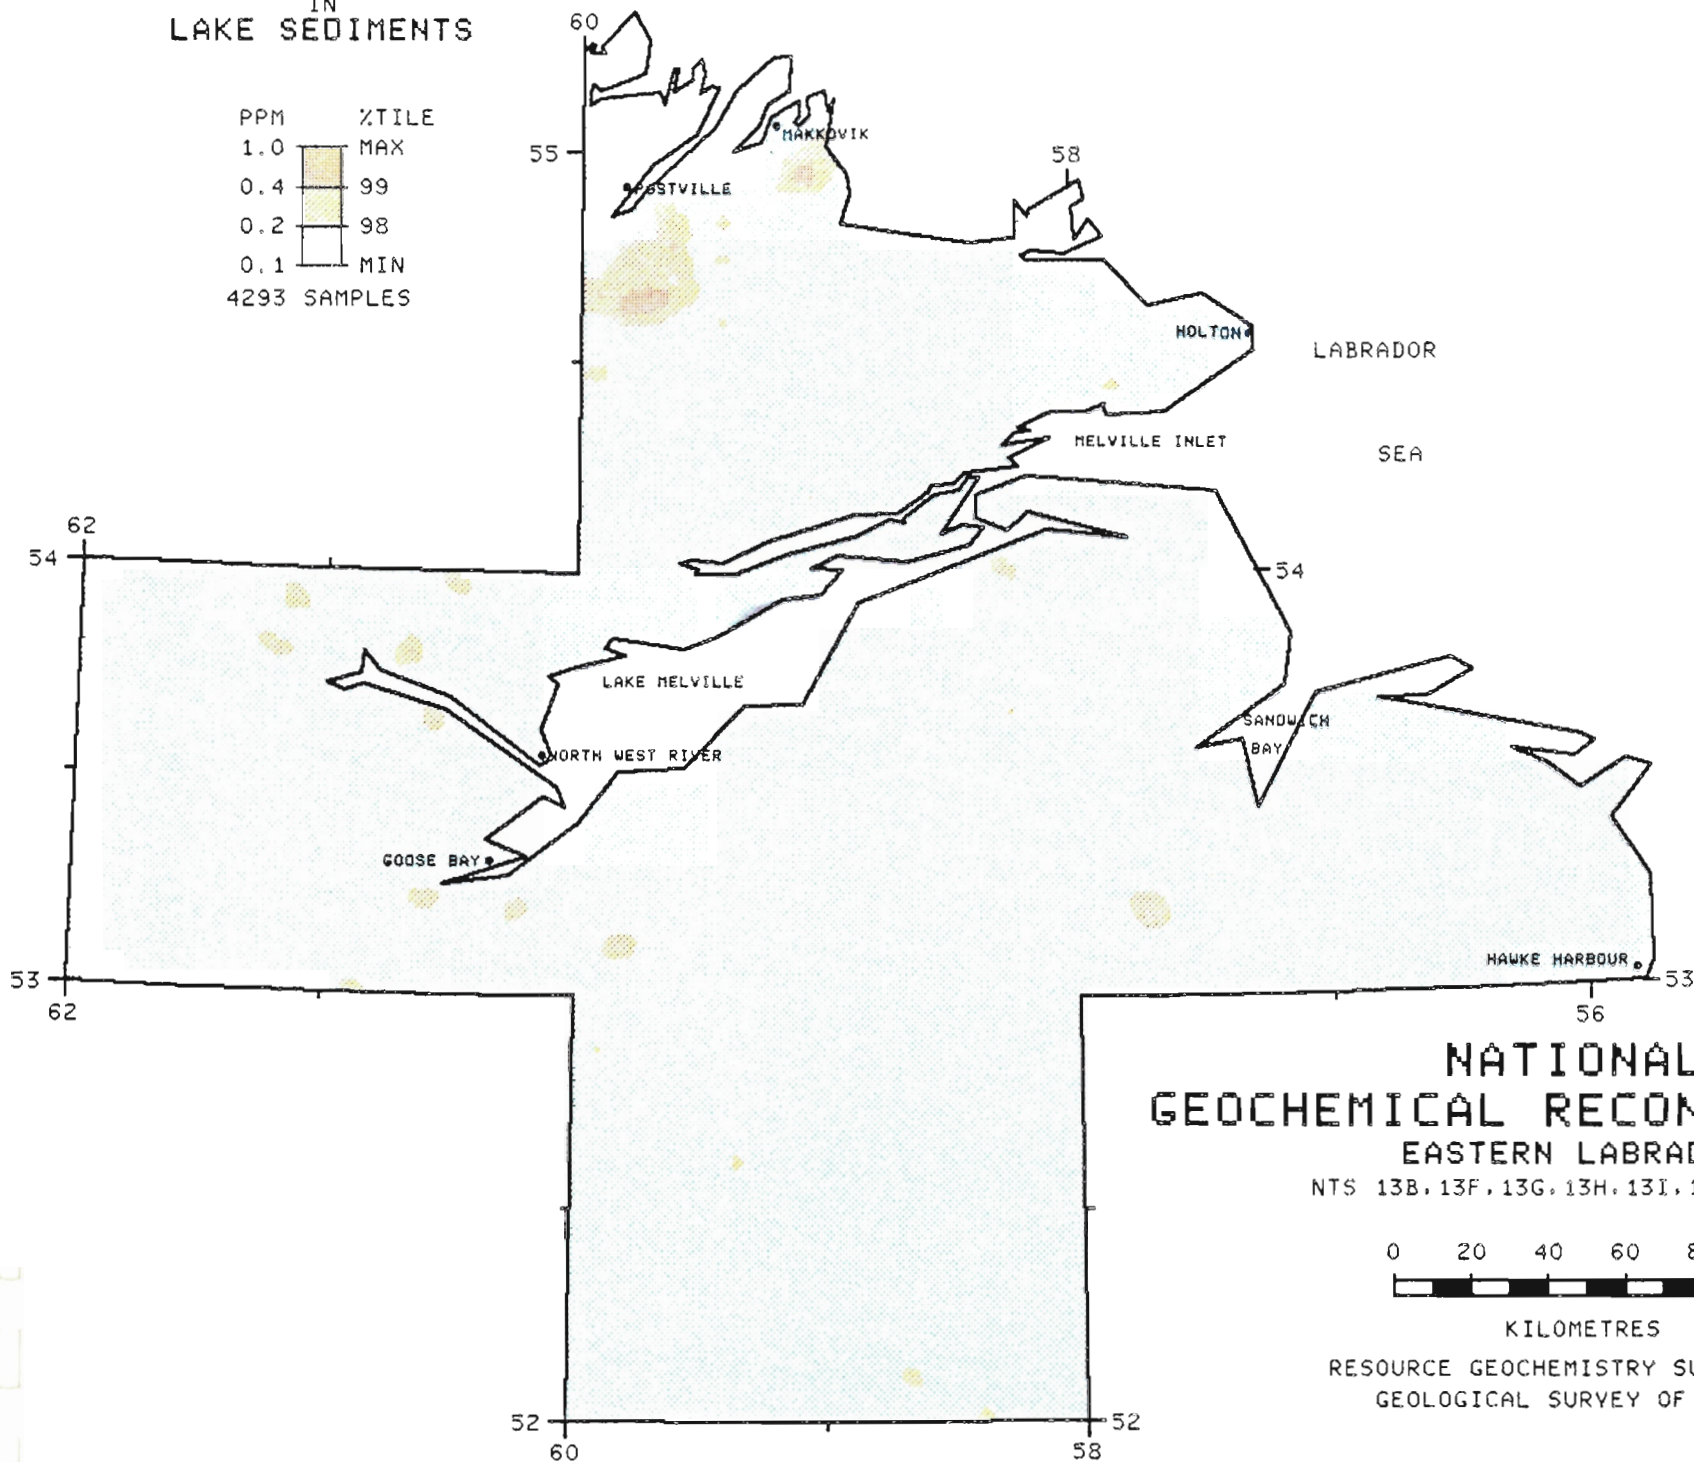 IN
LAKE SEDIMENTS
PPM %TILE
1.0 MAX
0.4 99
0.2 98
0.1 MIN
4293 SAMPLES
60
MAKKOVIK
55
58
POSTVILLE
HOLTON
LABRADOR
MELVILLE INLET
SEA
62
54
54
LAKE MELVILLE
SANDWICH
BAY
NORTH WEST RIVER
GOOSE BAY
HAWKE HARBOUR
53
53
62
56
NATIONAL
GEOCHEMICAL RECON
EASTERN LABRAD
NTS 13B, 13F, 13G, 13H, 13I, 1
0 20 40 60 8
KILOMETRES
RESOURCE GEOCHEMISTRY SU
GEOLOGICAL SURVEY OF
52
52
60
58